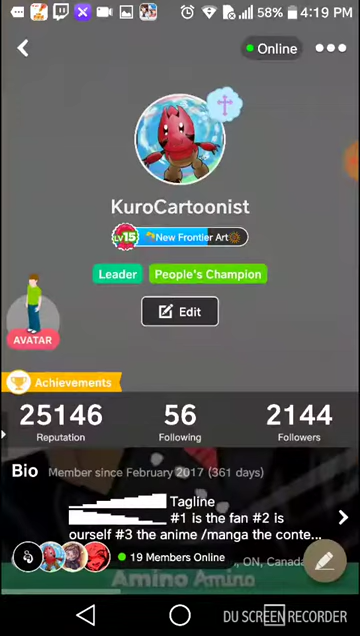 58% 4:19 PM
Online
KuroCartoonist
LV15 New Frontier Art
Leader People's Champion
Edit
AVATAR
Achievements
25146 56 2144
Reputation Following Followers
Bio Member since February 2017 (361 days)
Tagline
#1 is the fan #2 is
ourself #3 the anime /manga the conte...
19 Members Online , ON, Canada
Amino Amino
DU SCREEN RECORDER